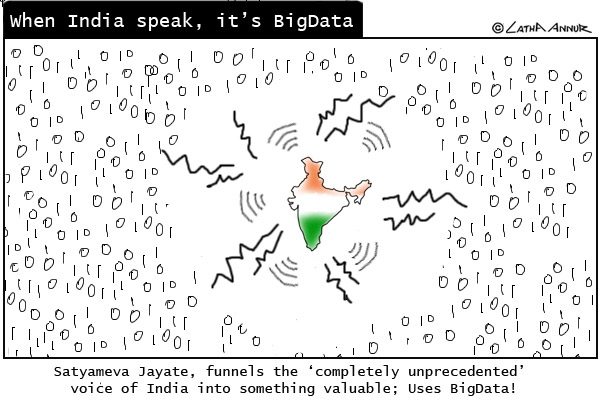 When India speak, it's BigData
© LATHA ANNUR
Satyameva Jayate, funnels the 'completely unprecedented'
voice of India into something valuable; Uses BigData!